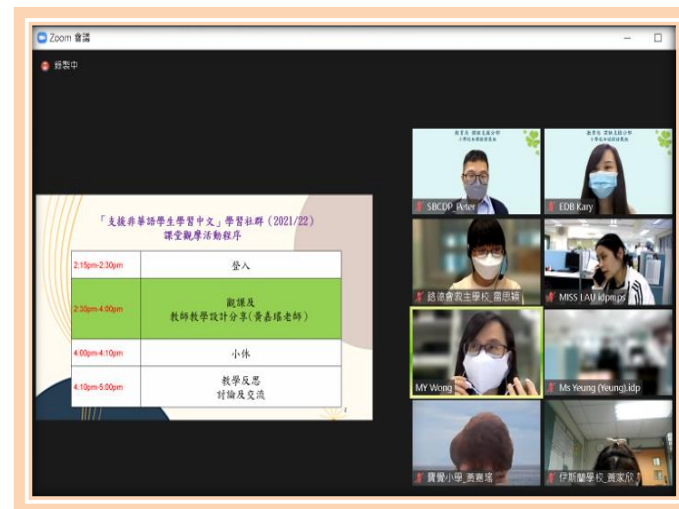 Zoom 會議
錄製中
「支援非華語學生學習中文」學習社群（2021/22）
課堂觀摩活動程序
2:15pm-2:30pm 登入
2:30pm-4:00pm 觀課及
教師教學設計分享(黃嘉瑤老師)
4:00pm-4:10pm 小休
4:10pm-5:00pm 教學反思
討論及交流
SBCDP_Peter
EDB Kary
路德會救主學校_雷思穎
MISS LAU idpmps
MY Wong
Ms Yeung (Yeung).idp
寶覺小學_黃嘉瑤
伊斯蘭學校_黃家欣